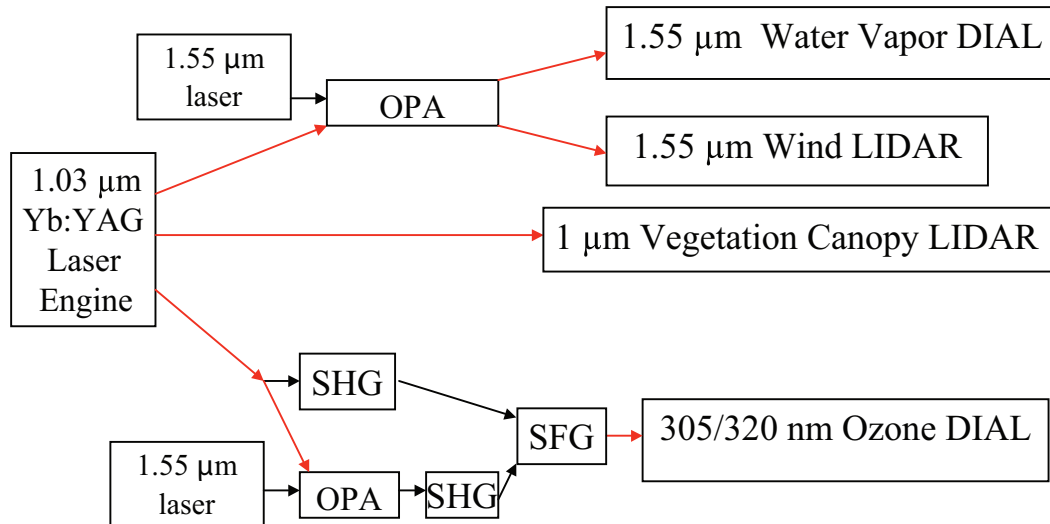 1.55 µm Water Vapor DIAL
1.55 μm
laser
OPA
1.55 µm Wind LIDAR
1.03 µm
Yb:YAG
Laser
Engine
1 µm Vegetation Canopy LIDAR
SHG
SFG
305/320 nm Ozone DIAL
1.55 μm
laser
OPA
SHG